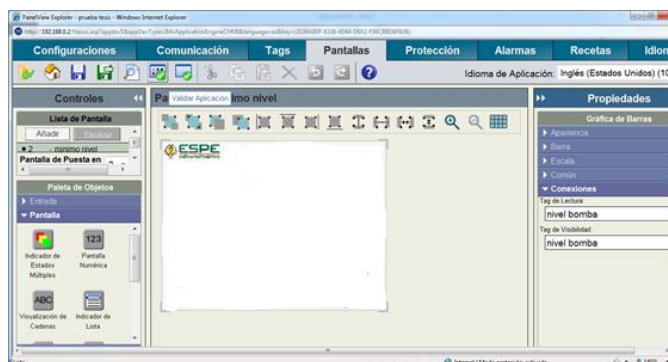 PanelView Explorer - prueba tesis - Windows Internet Explorer
Configuraciones Comunicación Tags Pantallas Protección Alarmas Recetas Idion
Idioma de Aplicación: Inglés (Estados Unidos) (10
Controles
Pa Validar Aplicación imo nivel
Propiedades
Lista de Pantalla
Añadir Eliminar
2 - minimo nivel
Pantalla de Puesta en
Paleta de Objetos
Entrada
Pantalla
Indicador de Estados Múltiples
123
Pantalla Numérica
ABC
Visualización de Cadenas
Indicador de Lista
ESPE
Gráfica de Barras
Apariencia
Barra
Escala
Común
Conexiones
Tag de Lectura:
nivel bomba
Tag de Visibilidad:
nivel bomba